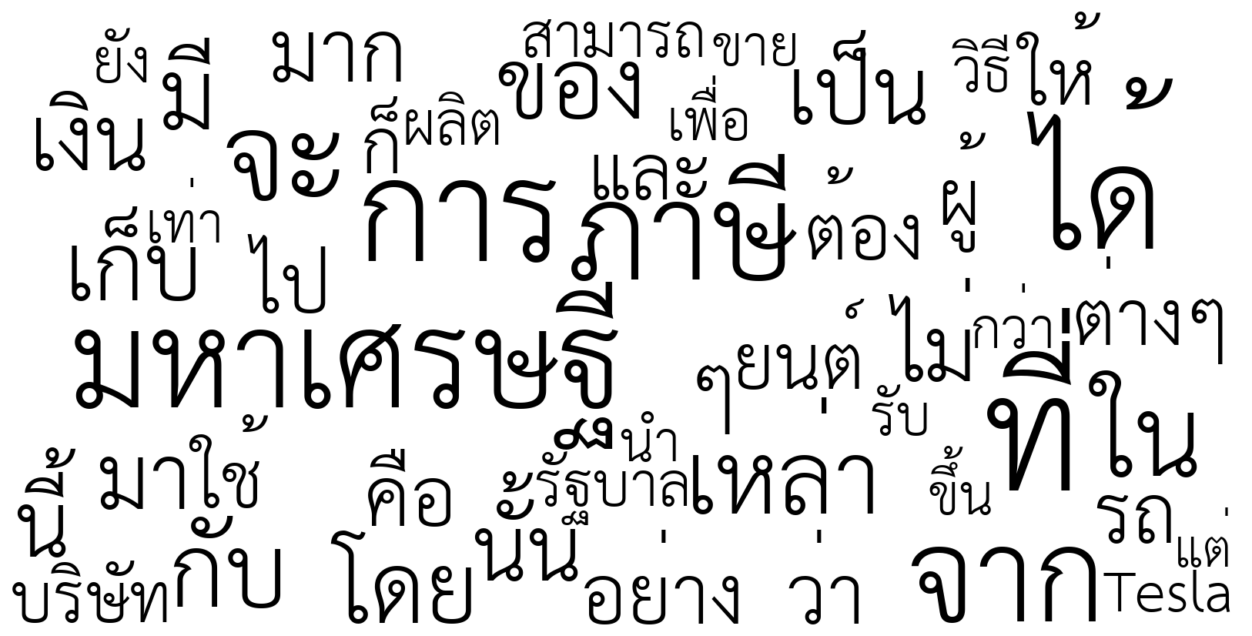 ยัง มี มาก สามารถ ขาย วิธี ให้
เงิน จะ ก็ ผลิต ของ เพื่อ เป็น ได้
เท่า การ และ ภาษี ต้อง ผู้
เก็บ ไป
มหาเศรษฐี ๆ ยนต์ ไม่ กว่า ต่างๆ
รับ ที่ ใน
นี้ มา ใช้ คือ รัฐบาล นำ เหล่า ขึ้น
บริษัท กับ โดย นั้น อย่าง ว่า จาก รถ แต่
Tesla